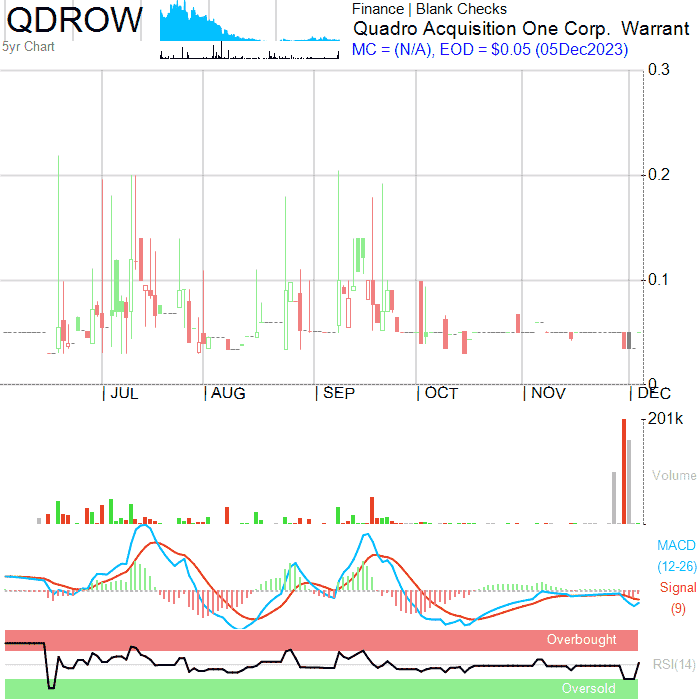 QDROW
Finance | Blank Checks
Quadro Acquisition One Corp. Warrant
5yr Chart
MC = (N/A), EOD = $0.05 (05Dec2023)
0.3
0.2
0.1
0
| JUL | AUG | SEP | OCT | NOV | DEC
201k
Volume
MACD
(12-26)
Signal
(9)
Overbought
RSI(14)
Oversold